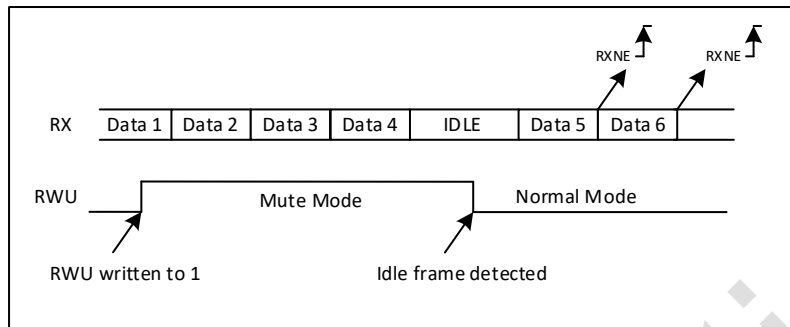 RXNE RXNE
RX Data 1 Data 2 Data 3 Data 4 IDLE Data 5 Data 6
RWU Mute Mode Normal Mode
RWU written to 1 Idle frame detected